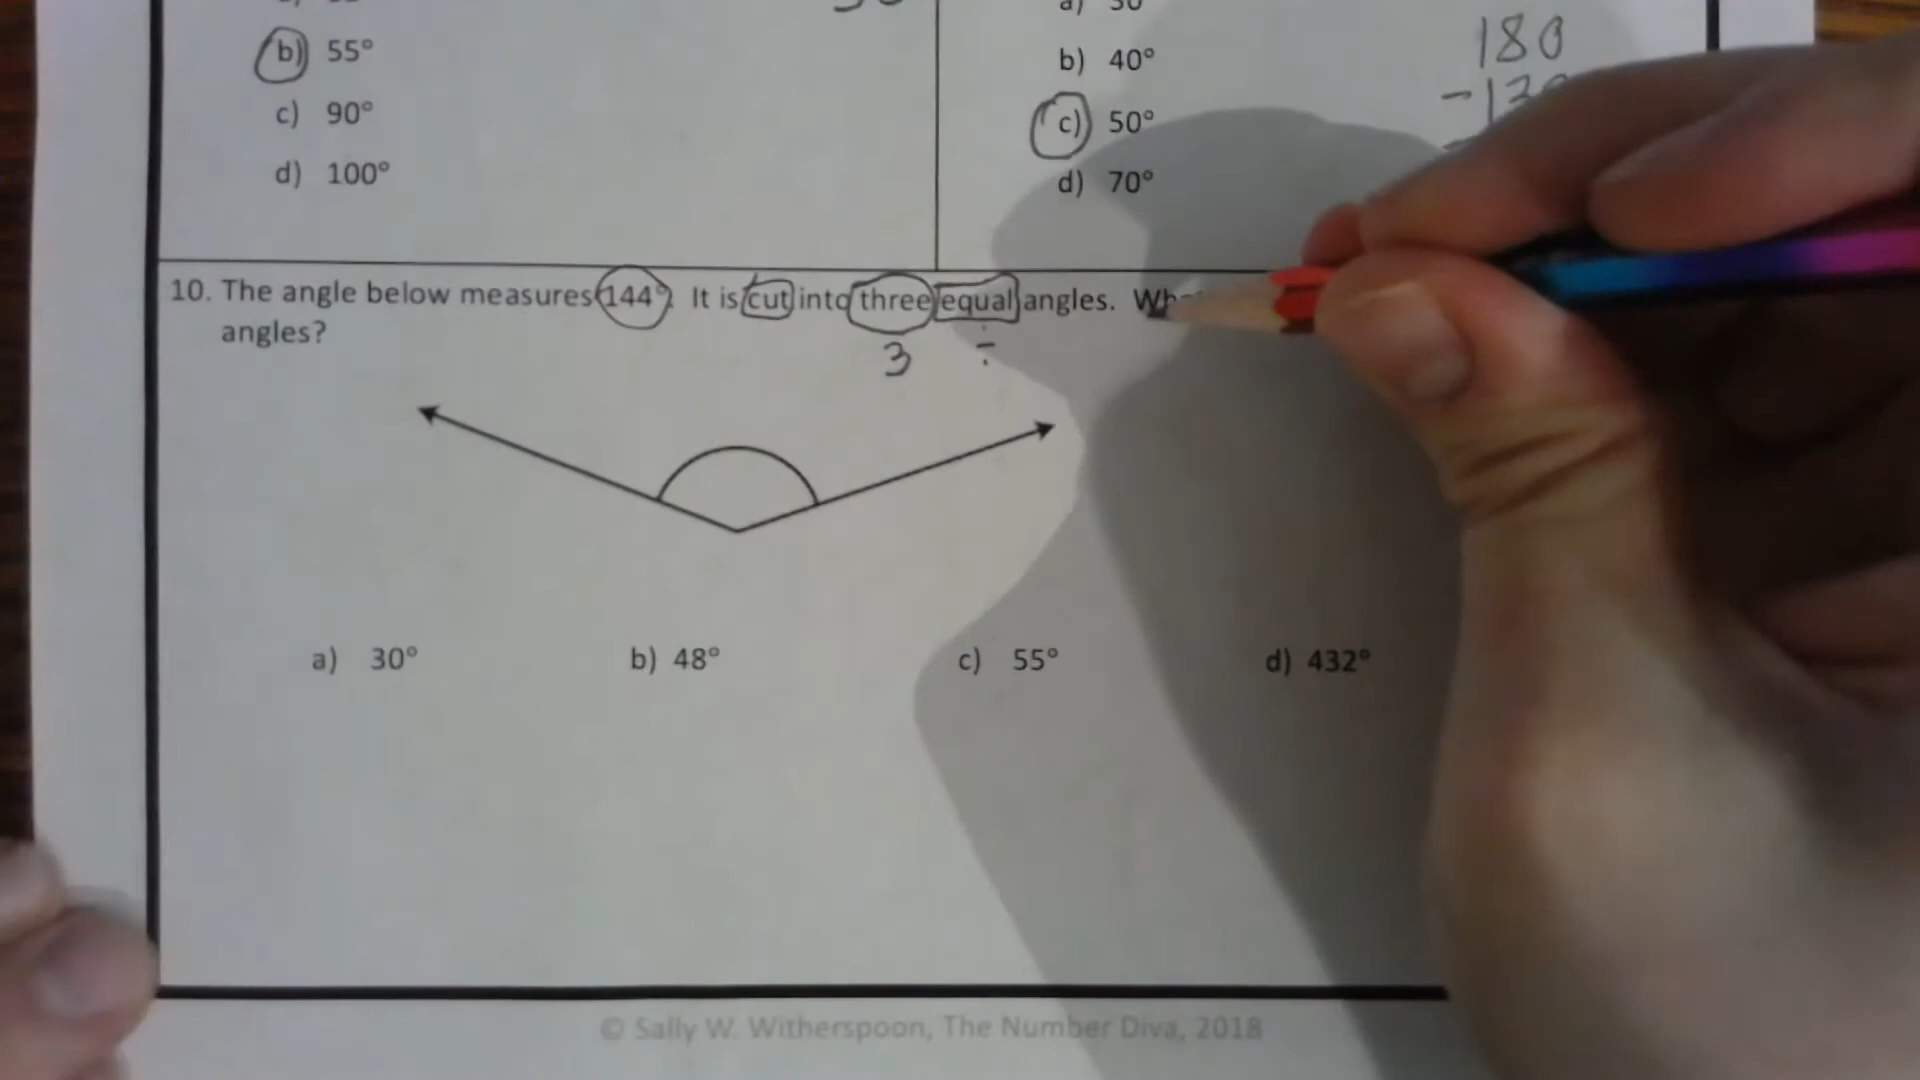 b) 55°
c) 90°
d) 100°
b) 40°
c) 50°
d) 70°
180
10. The angle below measures 144°. It is cut into three equal angles.
angles?
3 ÷
a) 30°
b) 48°
c) 55°
d) 432°
© Sally W. Witherspoon, The Number Diva, 2018